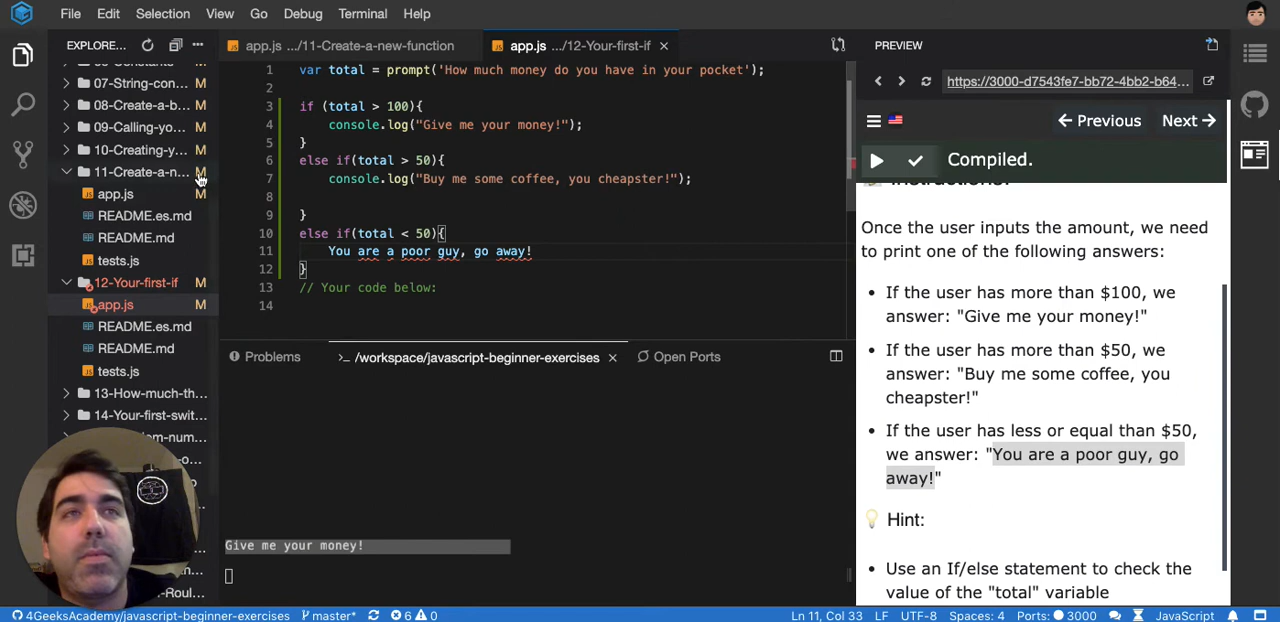 File Edit Selection View Go Debug Terminal Help
EXPLORE...
07-String-con...
M
08-Create-a-b...
M
09-Calling-yo...
M
10-Creating-y...
M
11-Create-a-n...
M
app.js
M
README.es.md
README.md
tests.js
12-Your-first-if
M
app.js
M
README.es.md
README.md
tests.js
13-How-much-th...
14-Your-first-swit...
app.js .../11-Create-a-new-function
app.js .../12-Your-first-if
1 var total = prompt('How much money do you have in your pocket');
2
3 if (total > 100){
4 console.log("Give me your money!");
5 }
6 else if(total > 50){
7 console.log("Buy me some coffee, you cheapster!");
8
9 }
10 else if(total < 50){
11 You are a poor guy, go away!
12 }
13 // Your code below:
14
Problems
>_ /workspace/javascript-beginner-exercises
Open Ports
Give me your money!
PREVIEW
https://3000-d7543fe7-bb72-4bb2-b64...
← Previous Next →
Compiled.
Once the user inputs the amount, we need
to print one of the following answers:
• If the user has more than $100, we
answer: "Give me your money!"
• If the user has more than $50, we
answer: "Buy me some coffee, you
cheapster!"
• If the user has less or equal than $50,
we answer: "You are a poor guy, go
away!"
Hint:
• Use an If/else statement to check the
value of the "total" variable
4GeeksAcademy/javascript-beginner-exercises
master*
6 0
Ln 11, Col 33 LF UTF-8 Spaces: 4 Ports: 3000 JavaScript